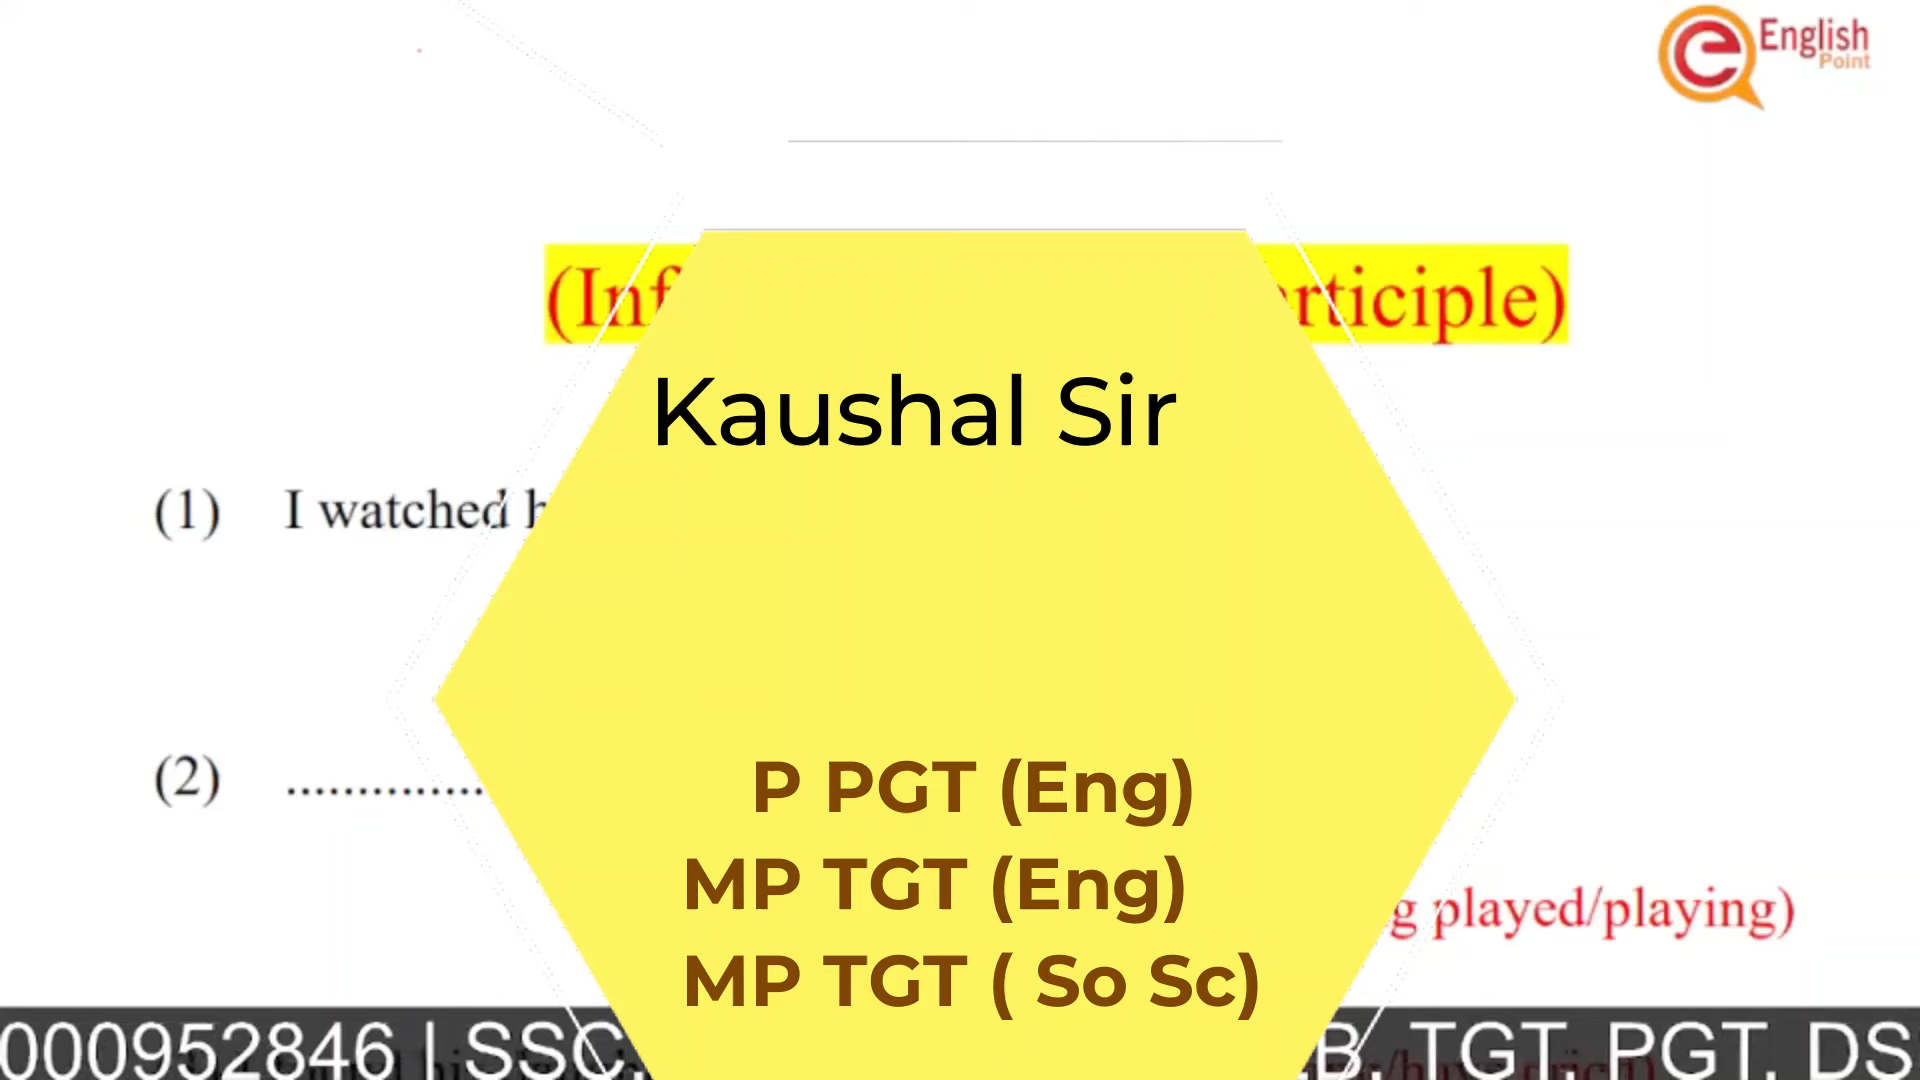 English
Point
(Inf rticiple)
Kaushal Sir
(1) I watched h
(2) ..............
P PGT (Eng)
MP TGT (Eng)
g played/playing)
MP TGT ( So Sc)
000952846 | SSC, B, TGT, PGT, DS